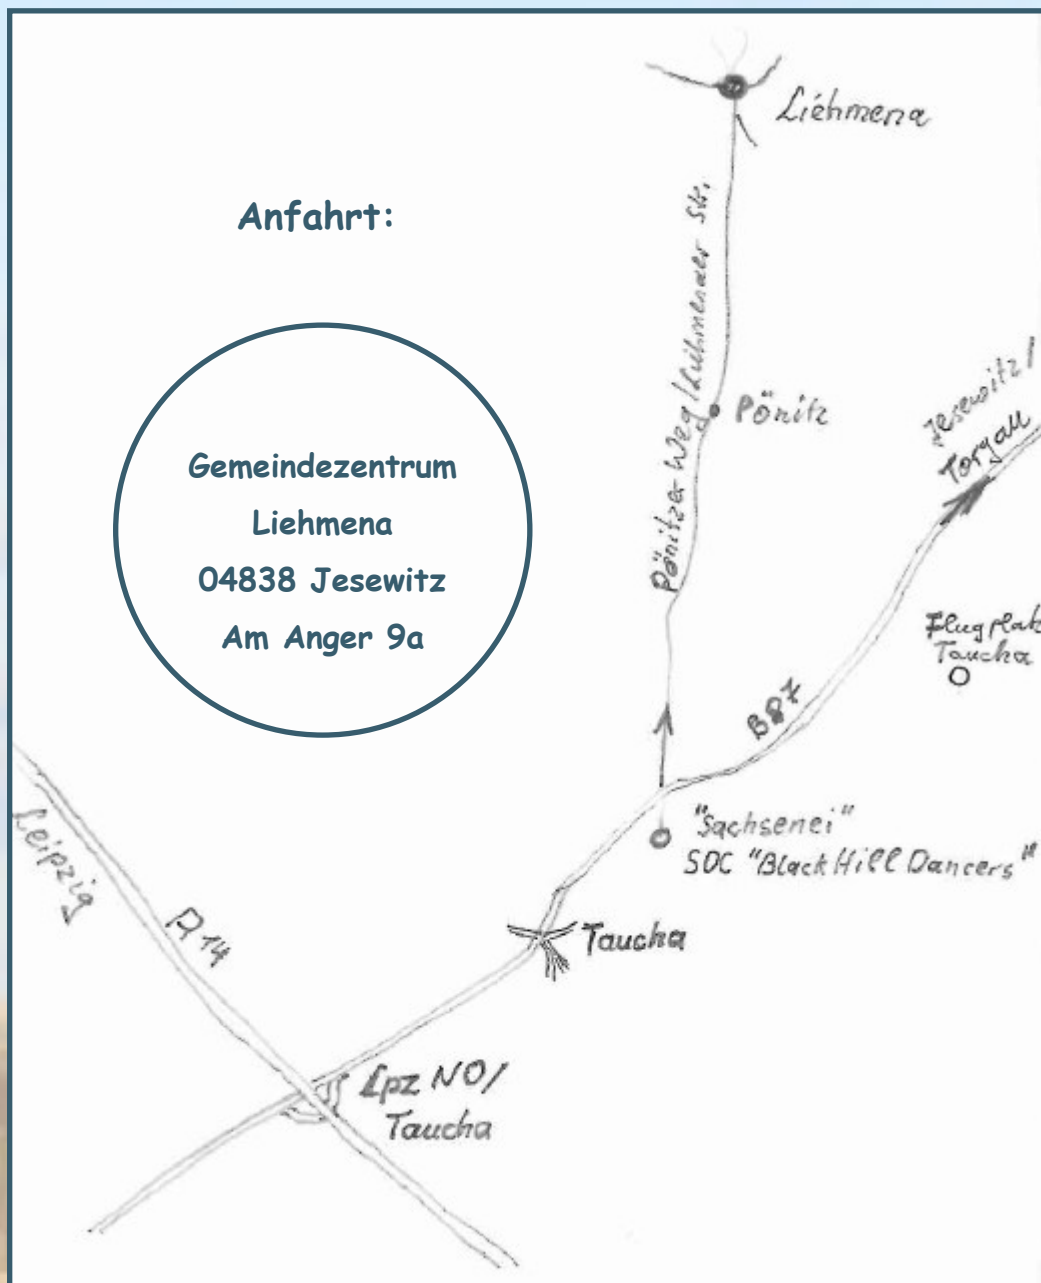 Liehmena
Anfahrt:
Pönitzer Weg / Liehmenaer Str.
Gemeindezentrum
Liehmena
04838 Jesewitz
Am Anger 9a
Pönitz
Jesewitz /
Torgau
Flugplatz
Taucha
B87
"Sachsenei"
SDC "Black Hill Dancers"
Leipzig
A 14
Taucha
Lpz NO/
Taucha